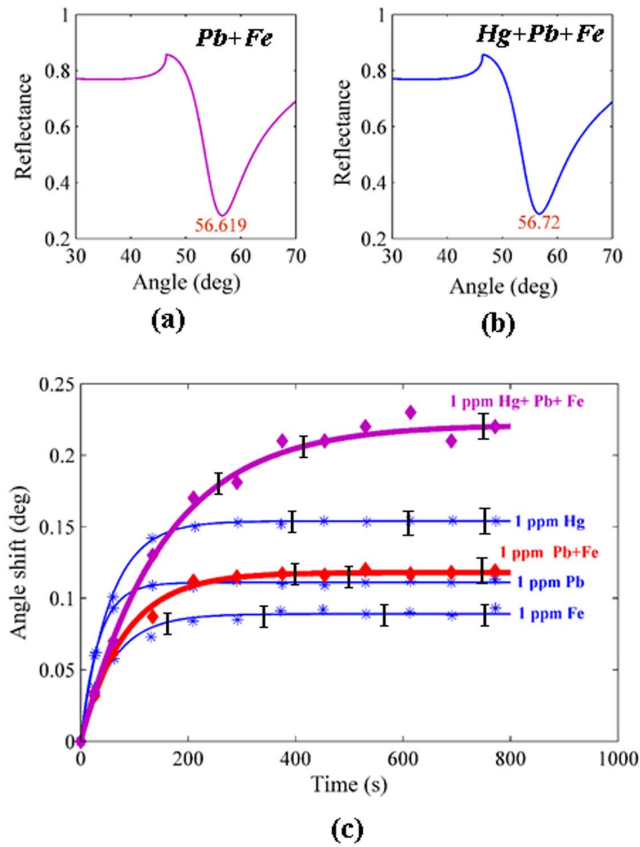 Pb+Fe
Reflectance
1
0.8
0.6
0.4
0.2
56.619
30 40 50 60 70
Angle (deg)
(a)
Hg+Pb+Fe
Reflectance
1
0.8
0.6
0.4
0.2
56.72
30 40 50 60 70
Angle (deg)
(b)
Angle shift (deg)
0.25
0.2
0.15
0.1
0.05
0
1 ppm Hg+ Pb+ Fe
1 ppm Hg
1 ppm Pb+Fe
1 ppm Pb
1 ppm Fe
0 200 400 600 800 1000
Time (s)
(c)